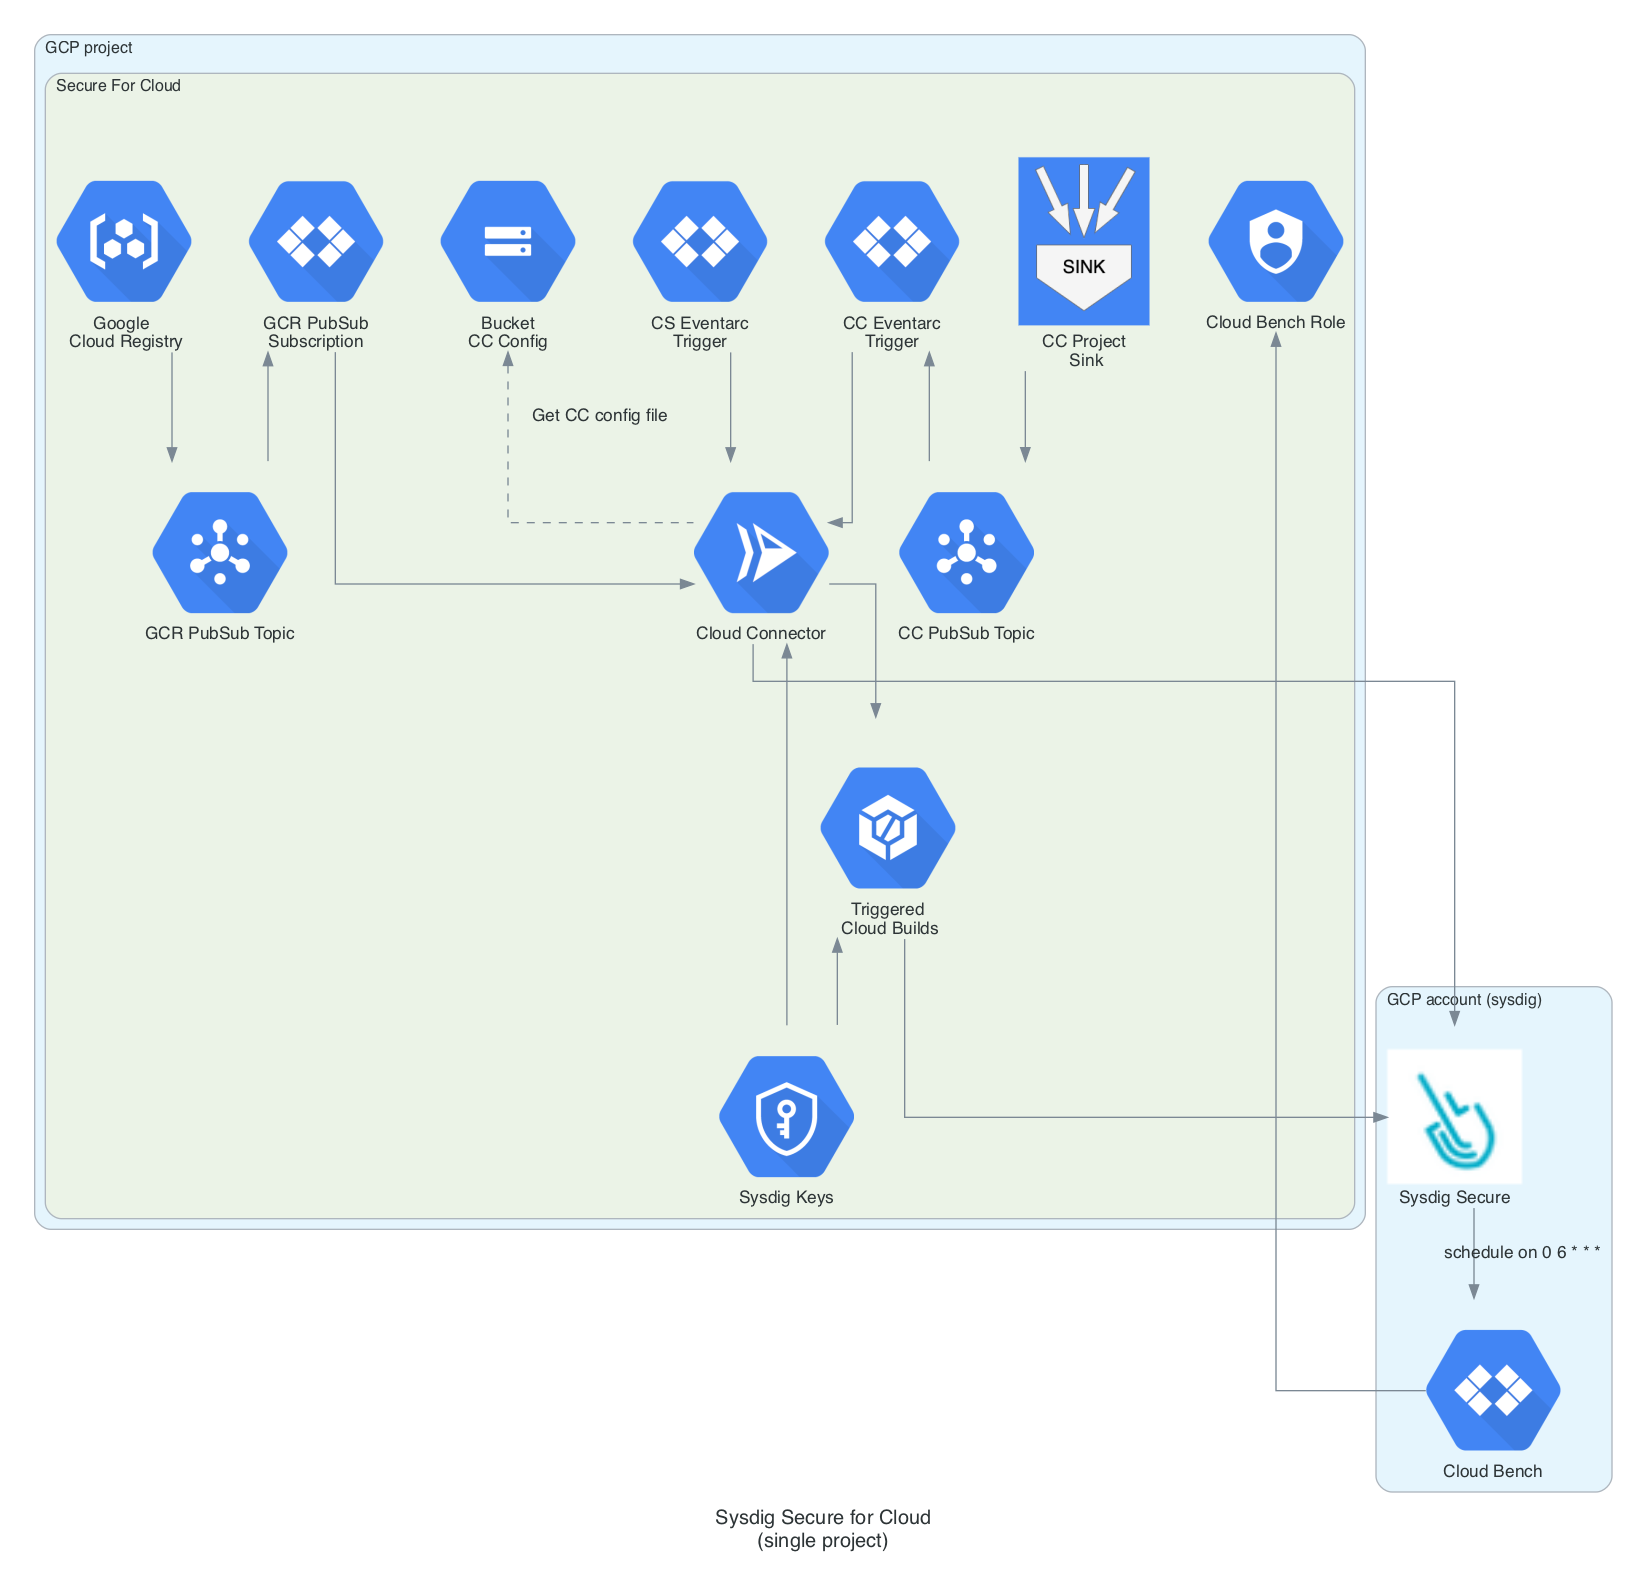 GCP project
Secure For Cloud
SINK
Google
Cloud Registry
GCR PubSub
Subscription
Bucket
CC Config
CS Eventarc
Trigger
CC Eventarc
Trigger
CC Project
Sink
Cloud Bench Role
Get CC config file
GCR PubSub Topic
Cloud Connector
CC PubSub Topic
Triggered
Cloud Builds
GCP account (sysdig)
Sysdig Keys
Sysdig Secure
schedule on 0 6 * * *
Cloud Bench
Sysdig Secure for Cloud
(single project)